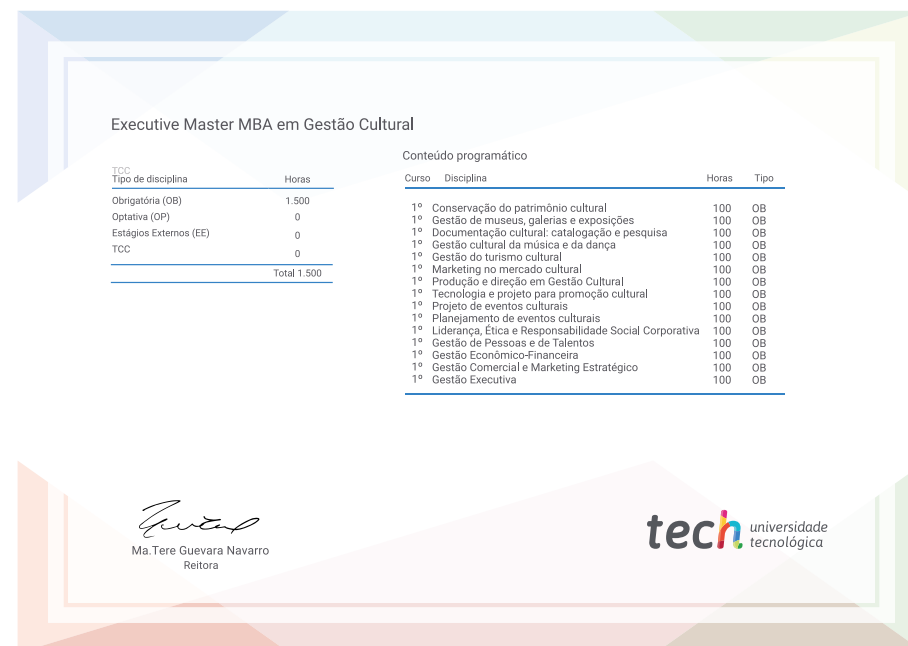 Executive Master MBA em Gestão Cultural
TCC
Tipo de disciplina Horas
Obrigatória (OB) 1.500
Optativa (OP) 0
Estágios Externos (EE) 0
TCC 0
Total 1.500
Conteúdo programático
Curso Disciplina Horas Tipo
1º Conservação do patrimônio cultural 100 OB
1º Gestão de museus, galerias e exposições 100 OB
1º Documentação cultural: catalogação e pesquisa 100 OB
1º Gestão cultural da música e da dança 100 OB
1º Gestão do turismo cultural 100 OB
1º Marketing no mercado cultural 100 OB
1º Produção e direção em Gestão Cultural 100 OB
1º Tecnologia e projeto para promoção cultural 100 OB
1º Projeto de eventos culturais 100 OB
1º Planejamento de eventos culturais 100 OB
1º Liderança, Ética e Responsabilidade Social Corporativa 100 OB
1º Gestão de Pessoas e de Talentos 100 OB
1º Gestão Econômico-Financeira 100 OB
1º Gestão Comercial e Marketing Estratégico 100 OB
1º Gestão Executiva 100 OB
Ma.Tere Guevara Navarro
Reitora
tech universidade
tecnológica